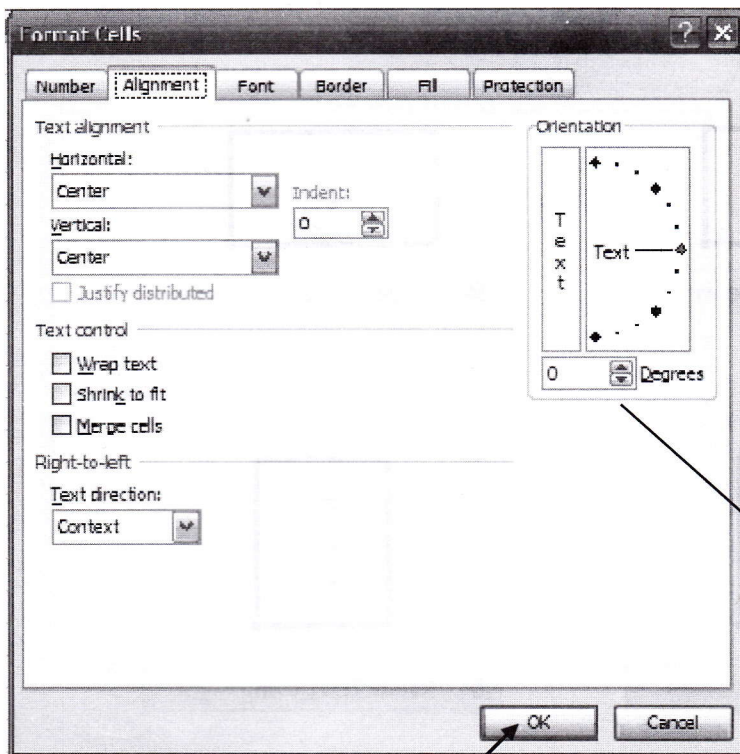 Format Cells
Number Alignment Font Border Fill Protection
Text alignment
Horizontal:
Center
Indent:
0
Vertical:
Center
Justify distributed
Text control
Wrap text
Shrink to fit
Merge cells
Right-to-left
Text direction:
Context
Orientation
Text
Text
0 Degrees
OK Cancel